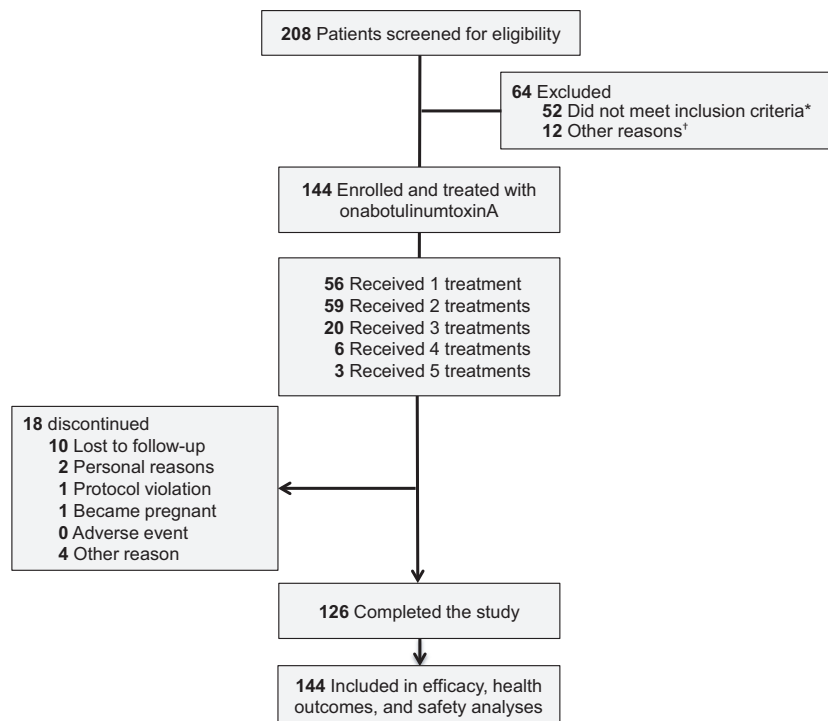 208 Patients screened for eligibility
64 Excluded
52 Did not meet inclusion criteria*
12 Other reasons†
144 Enrolled and treated with
onabotulinumtoxinA
56 Received 1 treatment
59 Received 2 treatments
20 Received 3 treatments
6 Received 4 treatments
3 Received 5 treatments
18 discontinued
10 Lost to follow-up
2 Personal reasons
1 Protocol violation
1 Became pregnant
0 Adverse event
4 Other reason
126 Completed the study
144 Included in efficacy, health
outcomes, and safety analyses